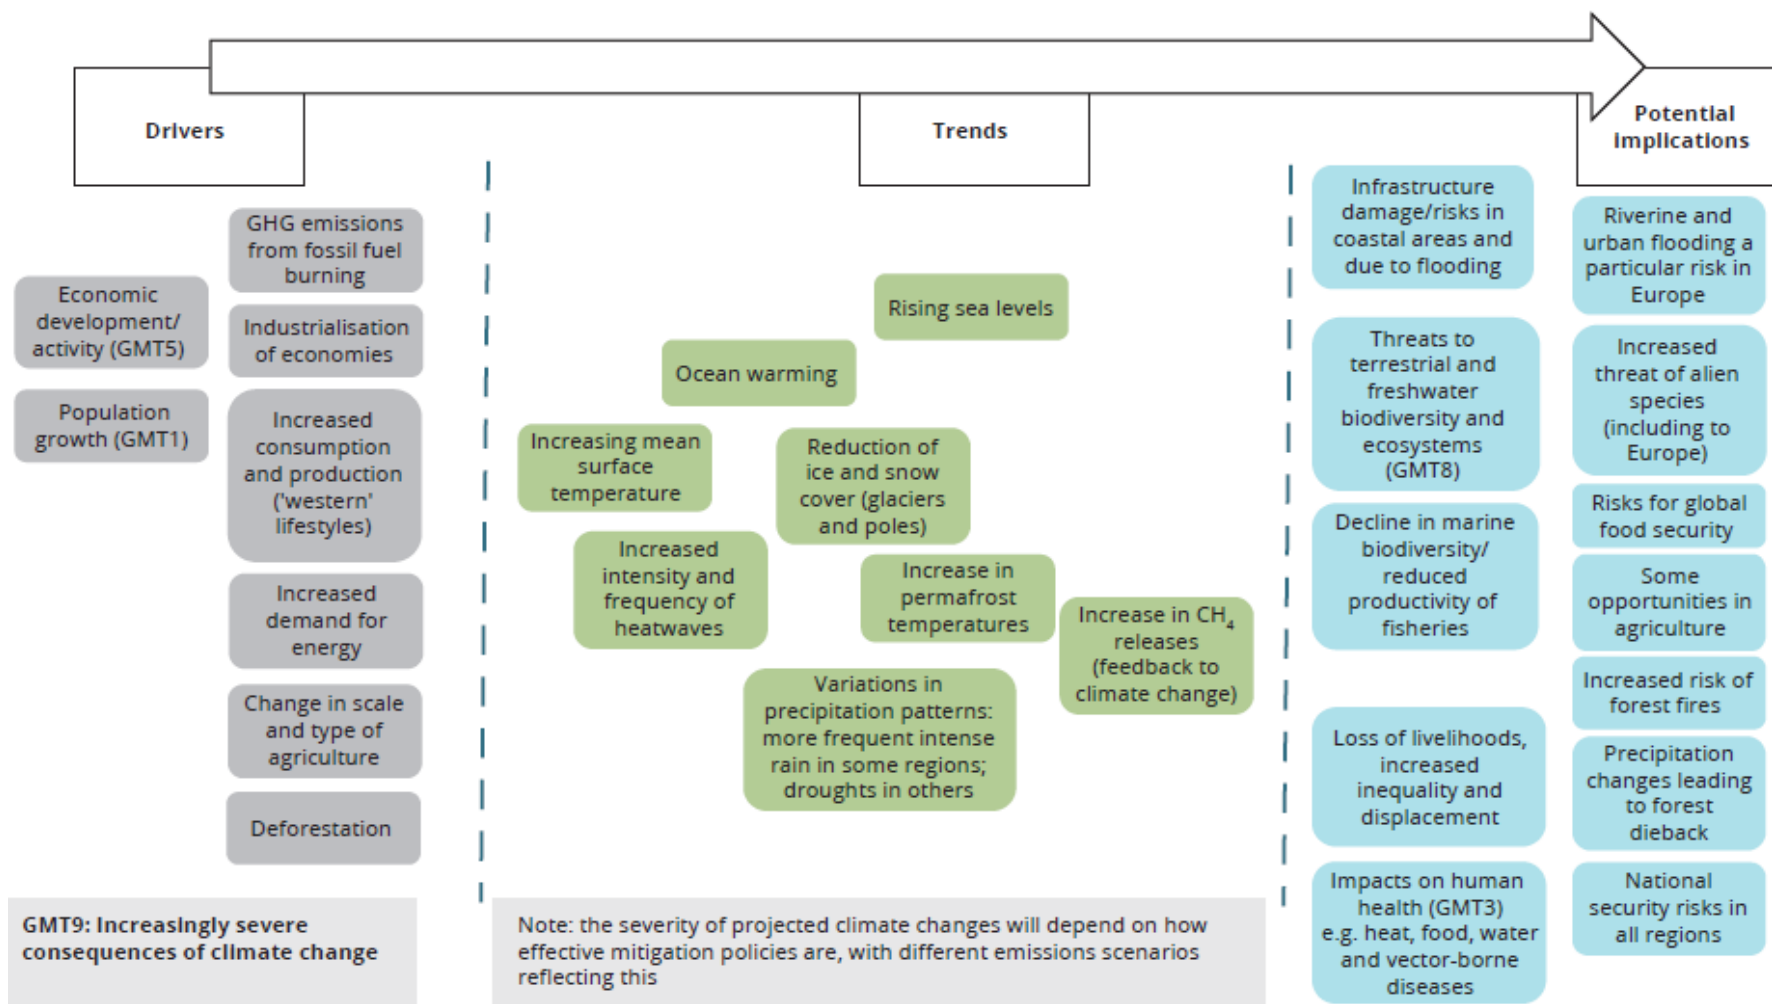 Drivers
Trends
Potential
implications
GHG emissions
from fossil fuel
burning
Economic
development/
activity (GMT5)
Industrialisation
of economies
Population
growth (GMT1)
Increased
consumption
and production
('western'
lifestyles)
Increased
demand for
energy
Change in scale
and type of
agriculture
Deforestation
Rising sea levels
Ocean warming
Increasing mean
surface
temperature
Reduction of
ice and snow
cover (glaciers
and poles)
Increased
intensity and
frequency of
heatwaves
Increase in
permafrost
temperatures
Increase in CH₄
releases
(feedback to
climate change)
Variations in
precipitation patterns:
more frequent intense
rain in some regions;
droughts in others
Infrastructure
damage/risks in
coastal areas and
due to flooding
Threats to
terrestrial and
freshwater
biodiversity and
ecosystems
(GMT8)
Decline in marine
biodiversity/
reduced
productivity of
fisheries
Loss of livelihoods,
increased
inequality and
displacement
Impacts on human
health (GMT3)
e.g. heat, food, water
and vector-borne
diseases
Riverine and
urban flooding a
particular risk in
Europe
Increased
threat of alien
species
(including to
Europe)
Risks for global
food security
Some
opportunities in
agriculture
Increased risk of
forest fires
Precipitation
changes leading
to forest
dieback
National
security risks in
all regions
GMT9: Increasingly severe
consequences of climate change
Note: the severity of projected climate changes will depend on how
effective mitigation policies are, with different emissions scenarios
reflecting this